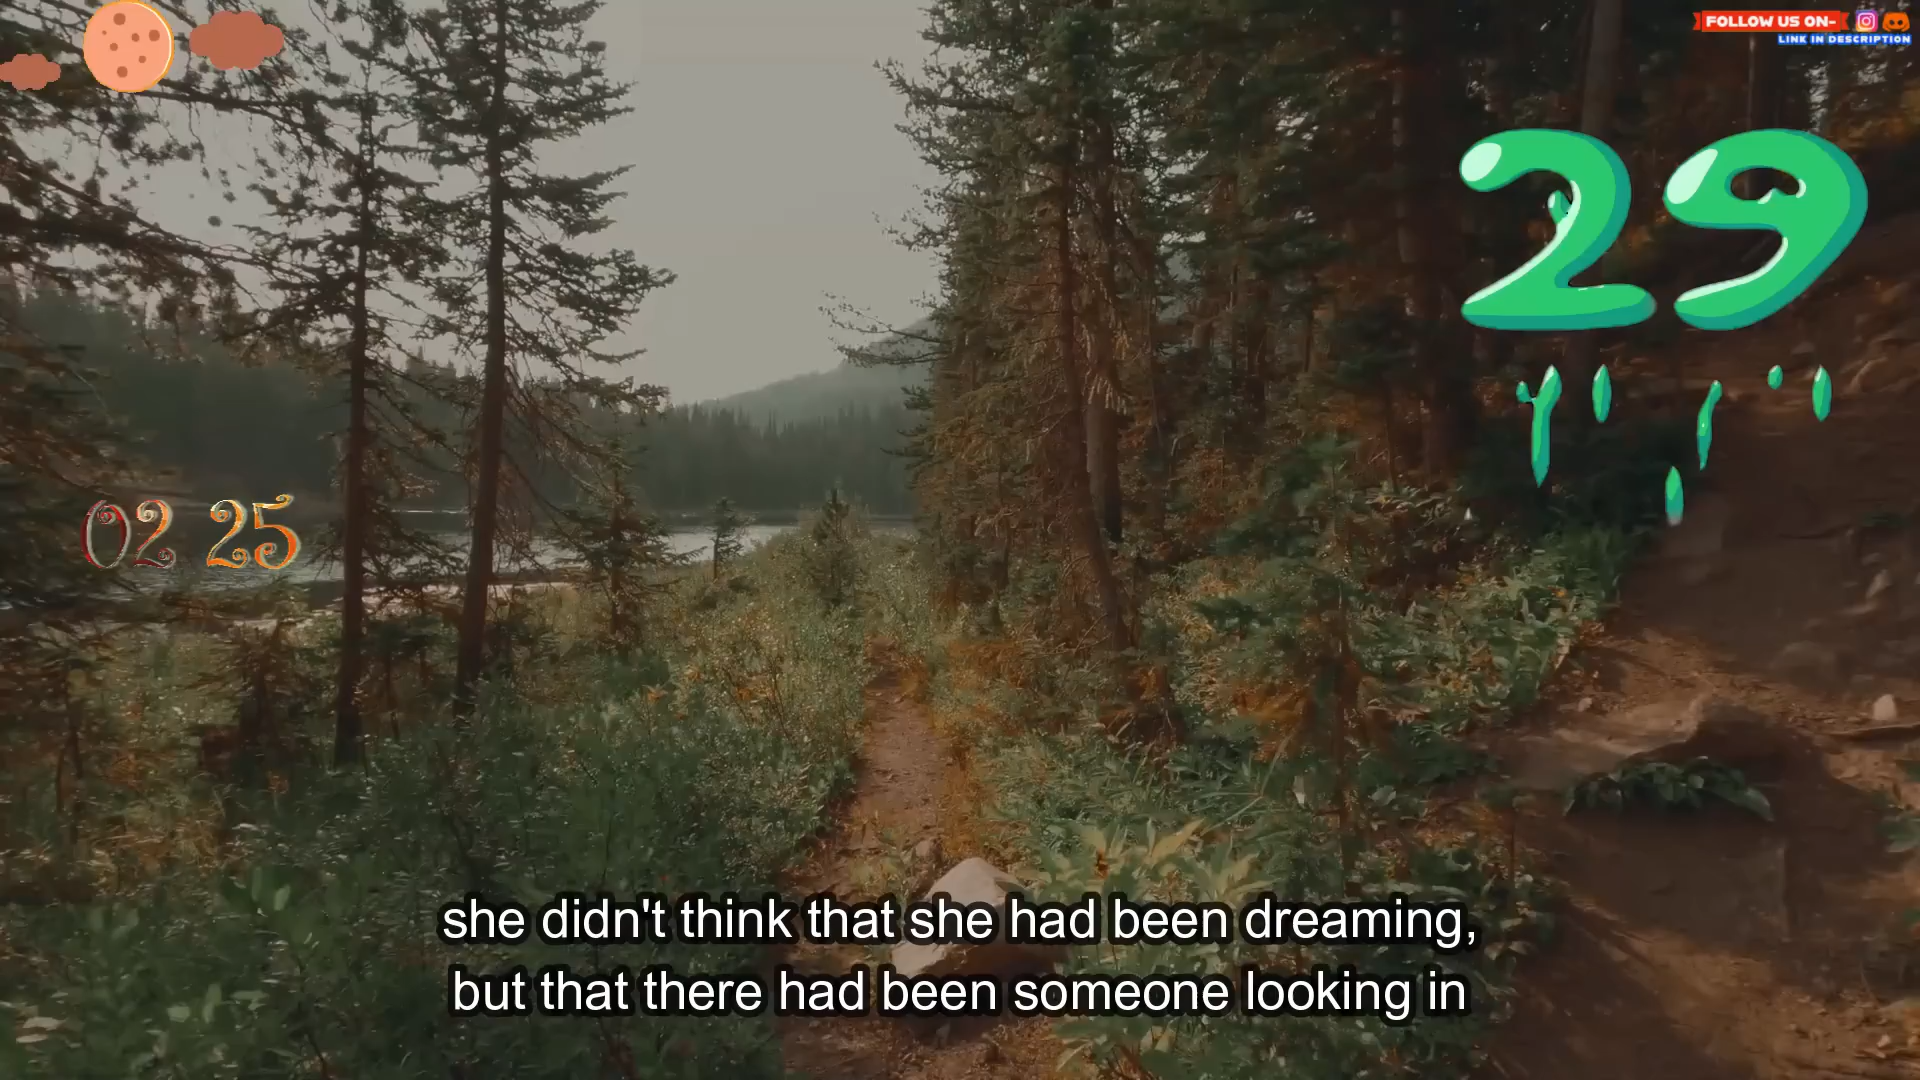 FOLLOW US ON-
LINK IN DESCRIPTION
29
02 25
she didn't think that she had been dreaming,
but that there had been someone looking in